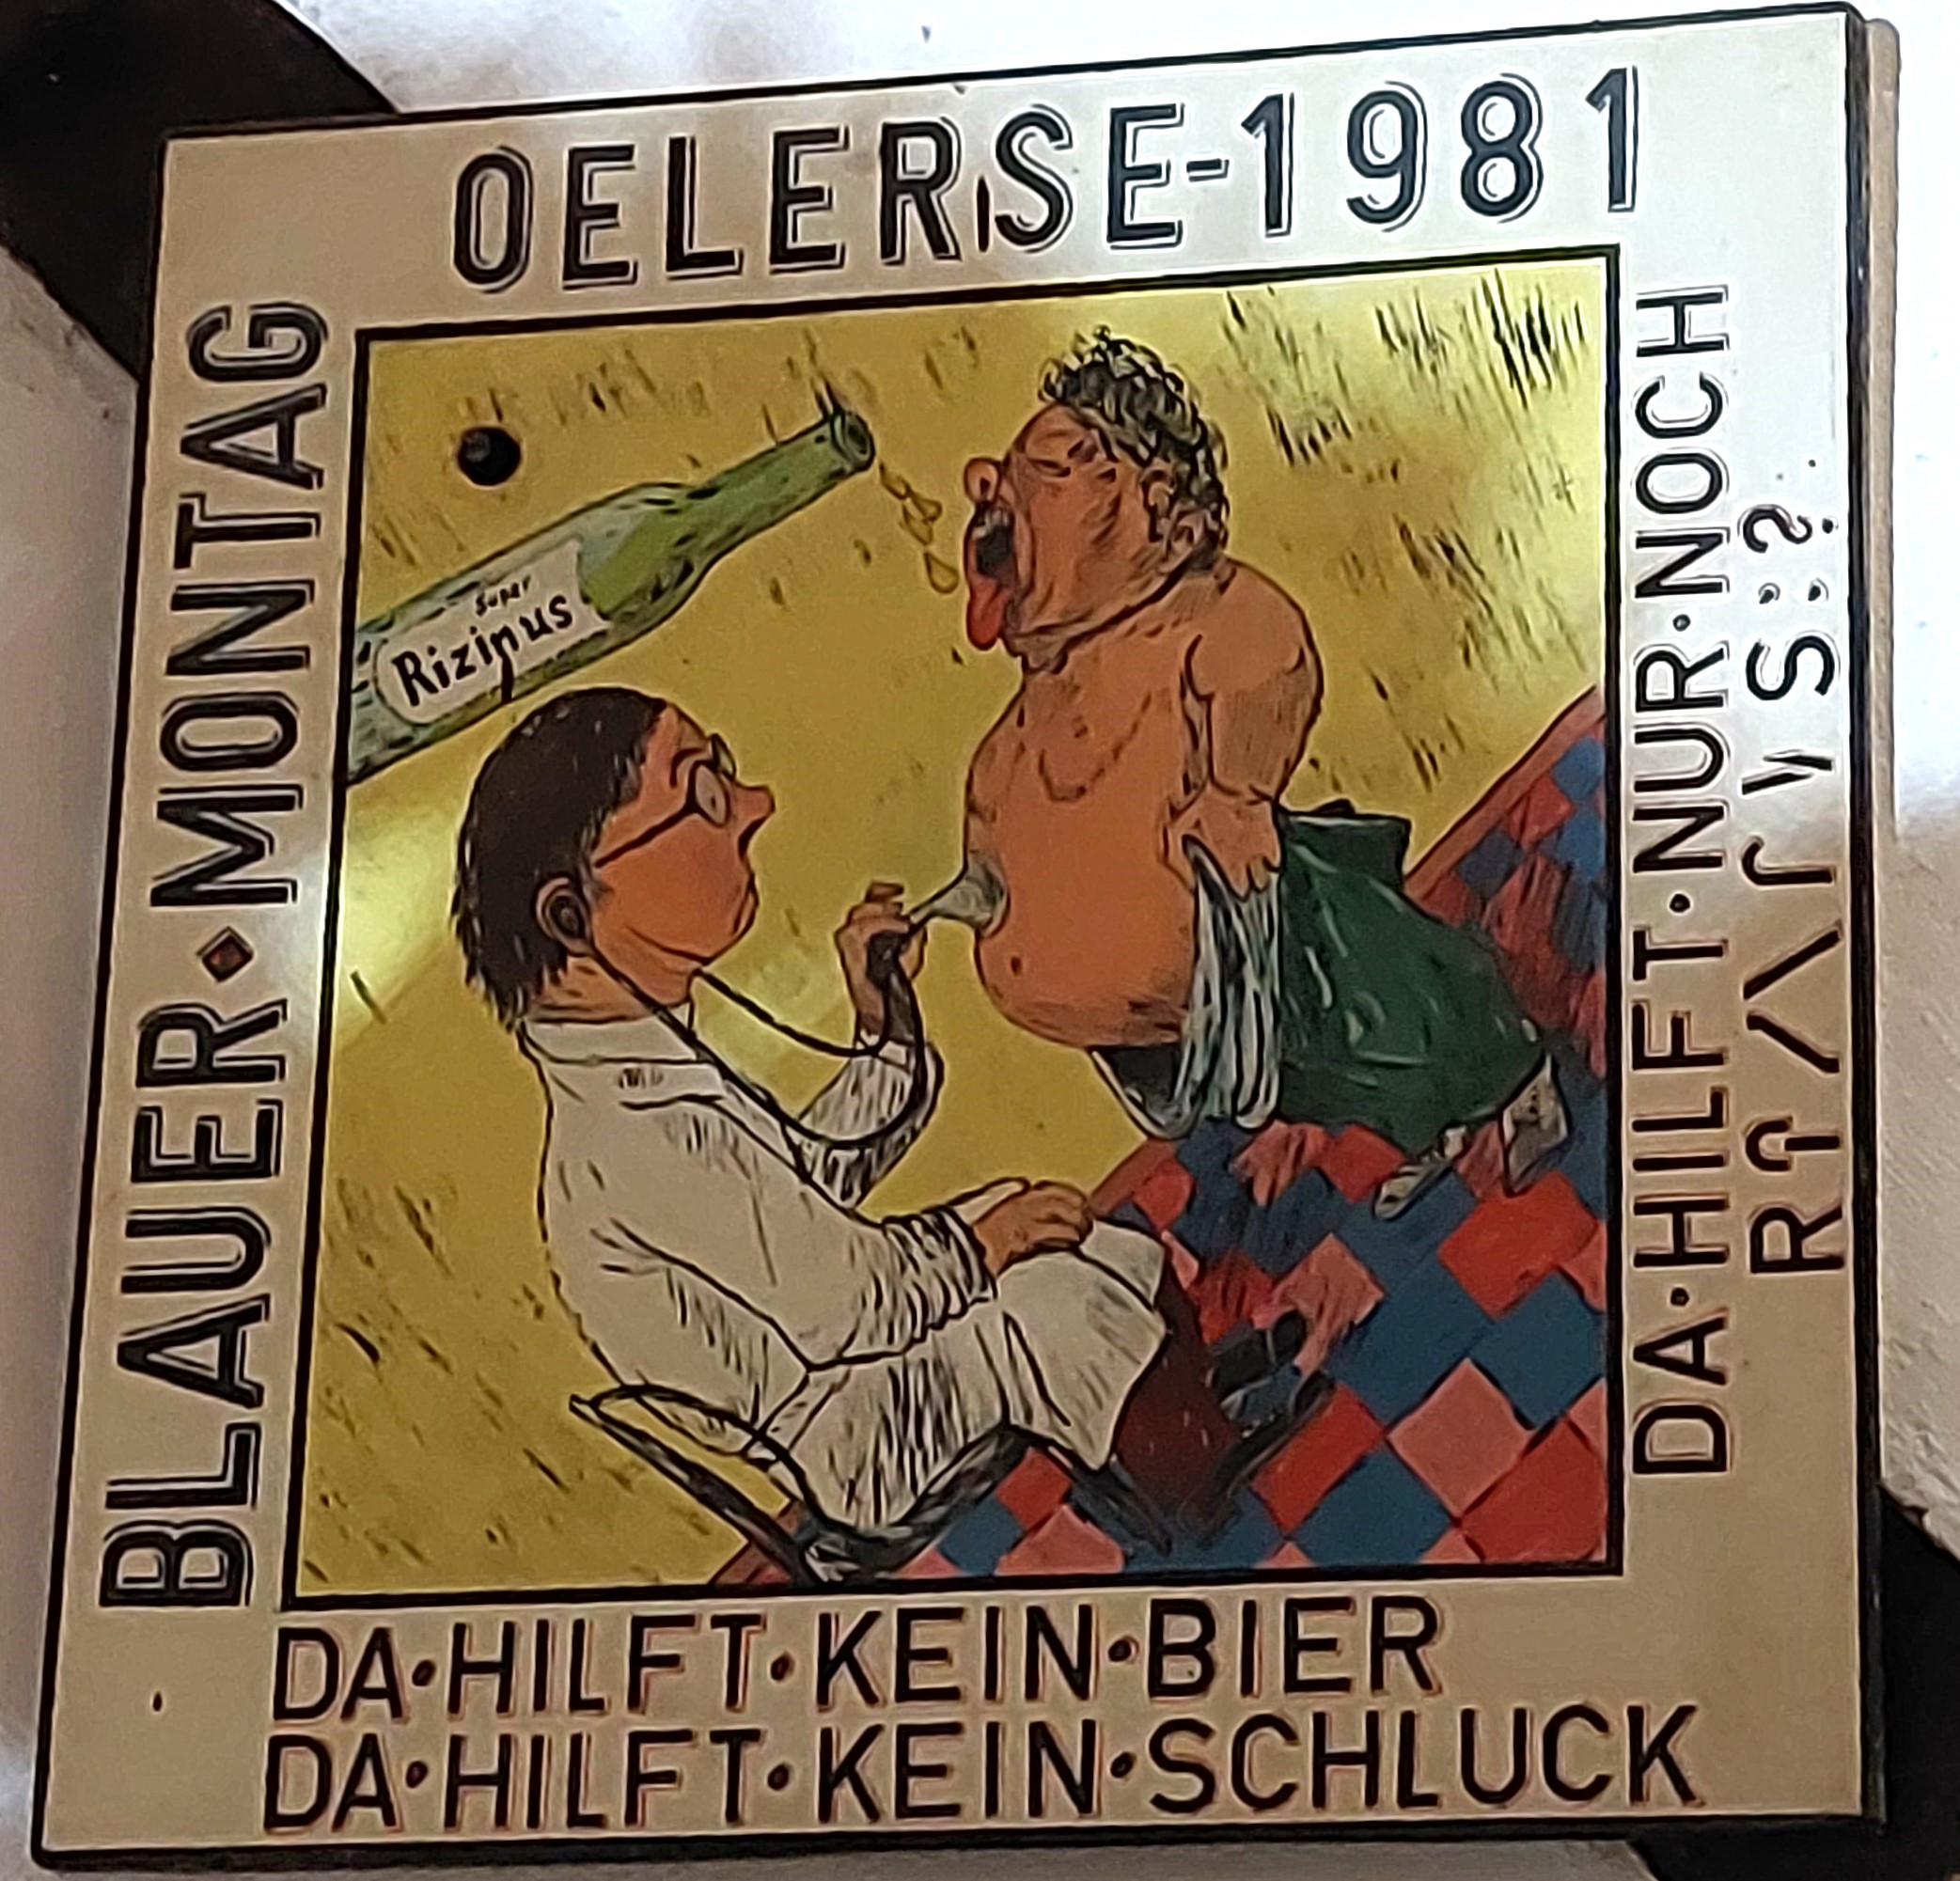 OELERSE-1981
BLAUER·MONTAG
Super
Rizinus
DA·HILFT·NUR·NOCH
DA·HILFT·KEIN·BIER
DA·HILFT·KEIN·SCHLUCK